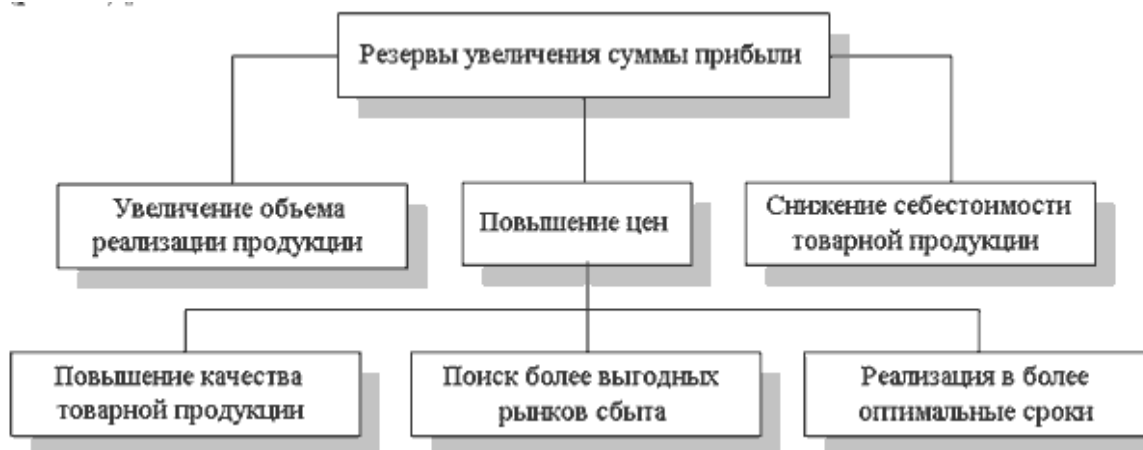 Резервы увеличения суммы прибыли
Увеличение объема
реализации продукции
Повышение цен
Снижение себестоимости
товарной продукции
Повышение качества
товарной продукции
Поиск более выгодных
рынков сбыта
Реализация в более
оптимальные сроки